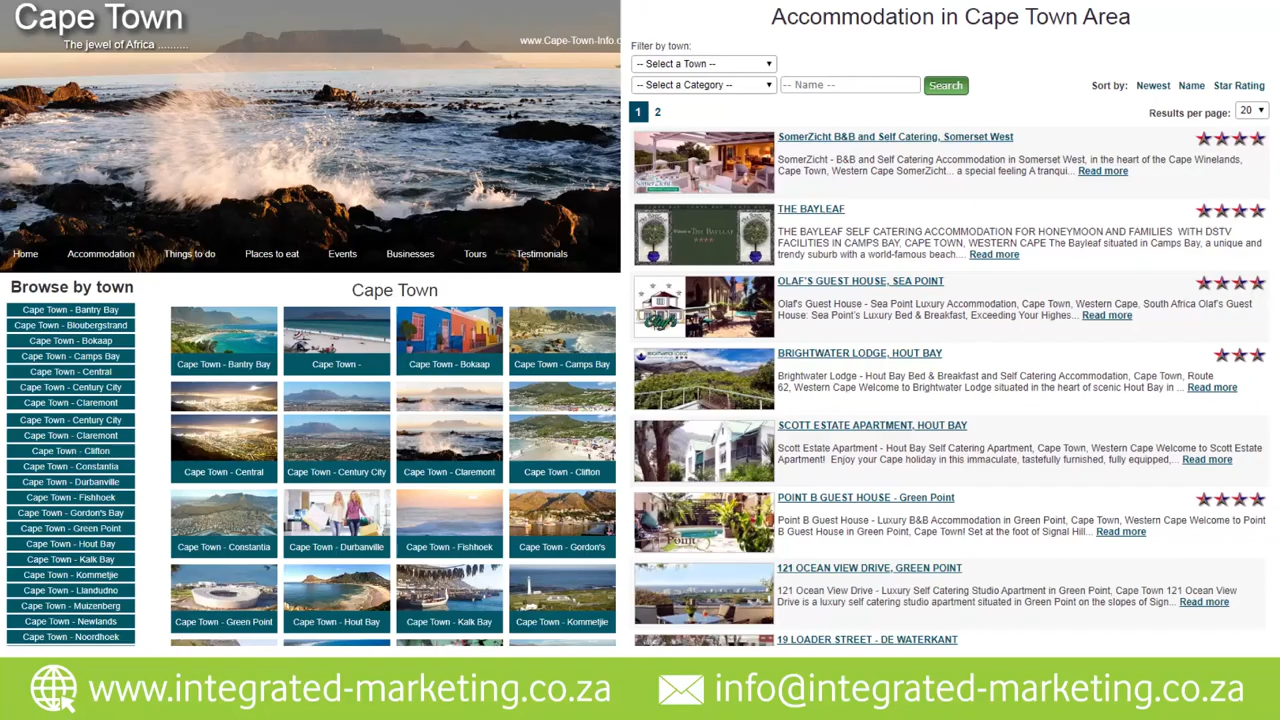 Cape Town
The jewel of Africa ..........
www.Cape-Town-Info.c
Home Accommodation Things to do Places to eat Events Businesses Tours Testimonials
Browse by town
Cape Town - Bantry Bay
Cape Town - Bloubergstrand
Cape Town - Bokaap
Cape Town - Camps Bay
Cape Town - Central
Cape Town - Century City
Cape Town - Claremont
Cape Town - Century City
Cape Town - Claremont
Cape Town - Clifton
Cape Town - Constantia
Cape Town - Durbanville
Cape Town - Fishhoek
Cape Town - Gordon's Bay
Cape Town - Green Point
Cape Town - Hout Bay
Cape Town - Kalk Bay
Cape Town - Kommetjie
Cape Town - Llandudno
Cape Town - Muizenberg
Cape Town - Newlands
Cape Town - Noordhoek
Cape Town
Cape Town - Bantry Bay Cape Town - Cape Town - Bokaap Cape Town - Camps Bay
Cape Town - Central Cape Town - Century City Cape Town - Claremont Cape Town - Clifton
Cape Town - Constantia Cape Town - Durbanville Cape Town - Fishhoek Cape Town - Gordon's
Cape Town - Green Point Cape Town - Hout Bay Cape Town - Kalk Bay Cape Town - Kommetjie
Accommodation in Cape Town Area
Filter by town:
-- Select a Town --
-- Select a Category -- -- Name -- Search
Sort by: Newest Name Star Rating
1 2
Results per page: 20
SomerZicht B&B and Self Catering, Somerset West
SomerZicht - B&B and Self Catering Accommodation in Somerset West, in the heart of the Cape Winelands,
Cape Town, Western Cape SomerZicht... a special feeling A tranqui... Read more
THE BAYLEAF
THE BAYLEAF SELF CATERING ACCOMMODATION FOR HONEYMOON AND FAMILIES WITH DSTV
FACILITIES IN CAMPS BAY, CAPE TOWN, WESTERN CAPE The Bayleaf situated in Camps Bay, a unique and
trendy suburb with a world-famous beach.... Read more
OLAF'S GUEST HOUSE, SEA POINT
Olaf's Guest House - Sea Point Luxury Accommodation, Cape Town, Western Cape, South Africa Olaf's Guest
House: Sea Point's Luxury Bed & Breakfast, Exceeding Your Highes... Read more
BRIGHTWATER LODGE, HOUT BAY
Brightwater Lodge - Hout Bay Bed & Breakfast and Self Catering Accommodation, Cape Town, Route
62, Western Cape Welcome to Brightwater Lodge situated in the heart of scenic Hout Bay in ... Read more
SCOTT ESTATE APARTMENT, HOUT BAY
Scott Estate Apartment - Hout Bay Self Catering Apartment, Cape Town, Western Cape Welcome to Scott Estate
Apartment! Enjoy your Cape holiday in this immaculate, tastefully furnished, fully equipped,... Read more
POINT B GUEST HOUSE - Green Point
Point B Guest House - Luxury B&B Accommodation in Green Point, Cape Town, Western Cape Welcome to Point
B Guest House in Green Point, Cape Town! Set at the foot of Signal Hill... Read more
121 OCEAN VIEW DRIVE, GREEN POINT
121 Ocean View Drive - Luxury Self Catering Studio Apartment in Green Point, Cape Town 121 Ocean View
Drive is a luxury self catering studio apartment situated in Green Point on the slopes of Sign... Read more
19 LOADER STREET - DE WATERKANT
www.integrated-marketing.co.za
info@integrated-marketing.co.za